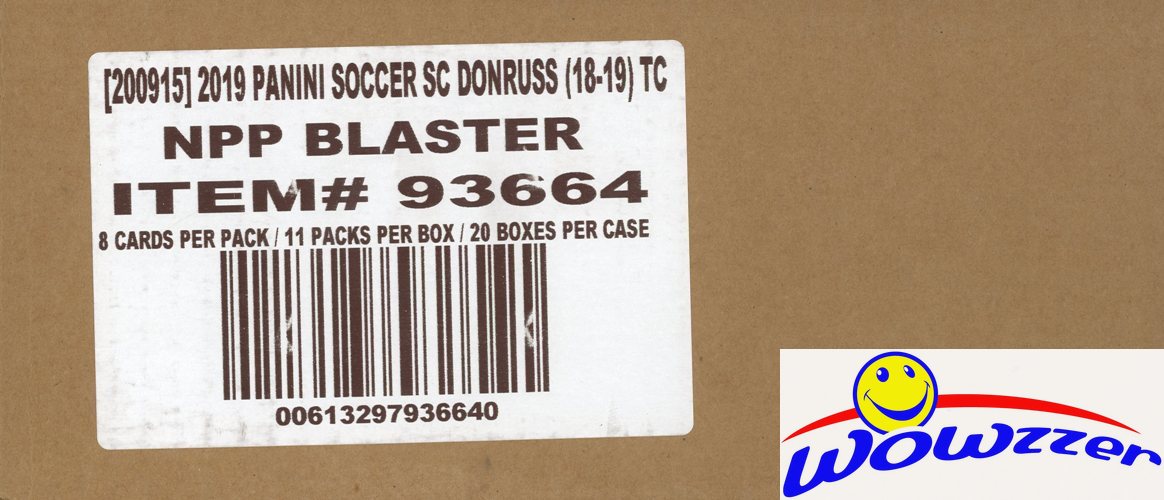 [200915] 2019 PANINI SOCCER SC DONRUSS (18-19) TC
NPP BLASTER
ITEM# 93664
8 CARDS PER PACK / 11 PACKS PER BOX / 20 BOXES PER CASE
00613297936640
wowzzer